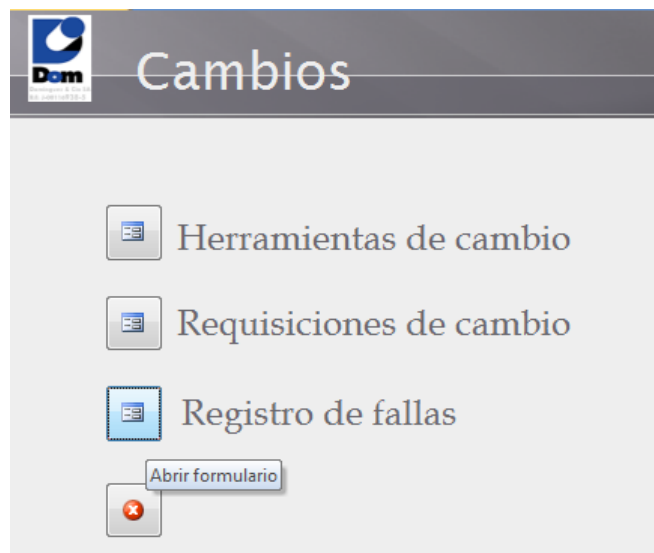 Dom
Cambios
Herramientas de cambio
Requisiciones de cambio
Registro de fallas
Abrir formulario